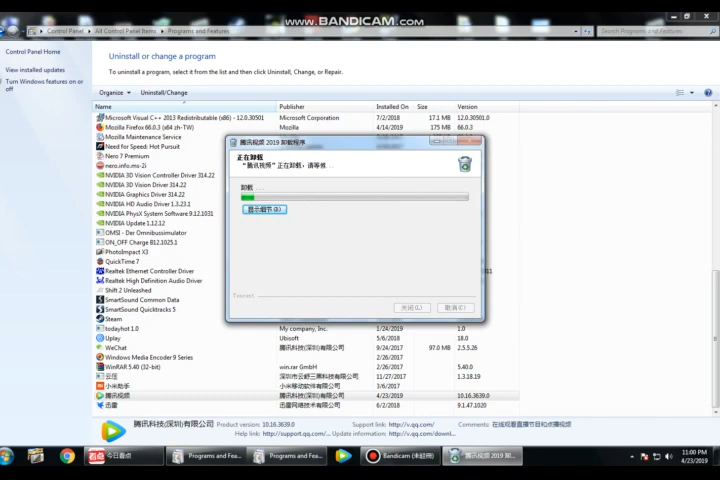 WWW.BANDICAM.COM
Control Panel All Control Panel Items Programs and Features Search Programs and Features
Control Panel Home
View installed updates
Turn Windows features on or off
Uninstall or change a program
To uninstall a program, select it from the list and then click Uninstall, Change, or Repair.
Organize Uninstall/Change
Name Publisher Installed On Size Version
Microsoft Visual C++ 2013 Redistributable (x86) - 12.0.30501 Microsoft Corporation 7/2/2018 17.1 MB 12.0.30501.0
Mozilla Firefox 66.0.3 (x64 zh-TW) Mozilla 4/14/2019 175 MB 66.0.3
Mozilla Maintenance Service
Need for Speed: Hot Pursuit
Nero 7 Premium
nero.info.ms-2i
NVIDIA 3D Vision Controller Driver 314.22
NVIDIA 3D Vision Driver 314.22
NVIDIA Graphics Driver 314.22
NVIDIA HD Audio Driver 1.3.23.1
NVIDIA PhysX System Software 9.12.1031
NVIDIA Update 1.12.12
OMSI - Der Omnibussimulator
ON_OFF Charge B12.1025.1
PhotoImpact X3
QuickTime 7
Realtek Ethernet Controller Driver
Realtek High Definition Audio Driver
Shift 2 Unleashed
SmartSound Common Data
SmartSound Quicktracks 5
Steam
todayhot 1.0 My company, Inc. 1/24/2019 1.0
Uplay Ubisoft 5/6/2018 18.0
WeChat 腾讯科技(深圳)有限公司 9/24/2017 97.0 MB 2.5.5.26
Windows Media Encoder 9 Series 2/26/2017
WinRAR 5.40 (32-bit) win.rar GmbH 2/26/2017 5.40.0
云压 11/27/2017 1.3.18.19
小米助手 小米移动软件有限公司 3/6/2017
腾讯视频 腾讯科技(深圳)有限公司 4/23/2019 10.16.3639.0
迅雷 迅雷网络技术有限公司 6/2/2018 9.1.47.1020
腾讯视频 2019 卸载程序
正在卸载
“腾讯视频”正在卸载，请等候...
卸载 ...
显示细节(D)
Tencent
关闭(L) 取消(C)
腾讯科技(深圳)有限公司 Product version: 10.16.3639.0 Support link: http://v.qq.com/ Comments: 在线观看直播节目和点播视频
Help link: http://support.qq.com/... Update information: http://v.qq.com/downl...
看点 今日看点 Programs and Fea... Programs and Fea... Bandicam (未註冊) 腾讯视频 2019 卸...
11:00 PM
4/23/2019